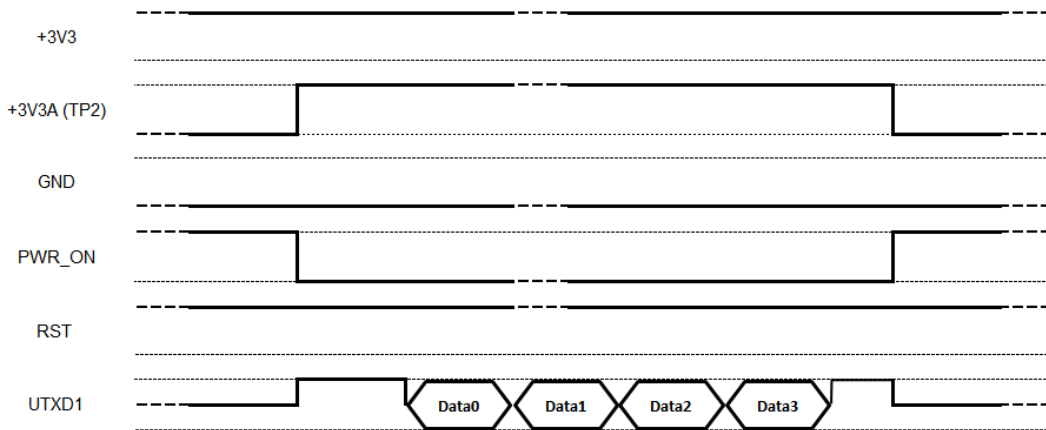 +3V3
+3V3A (TP2)
GND
PWR_ON
RST
UTXD1
Data0 Data1 Data2 Data3